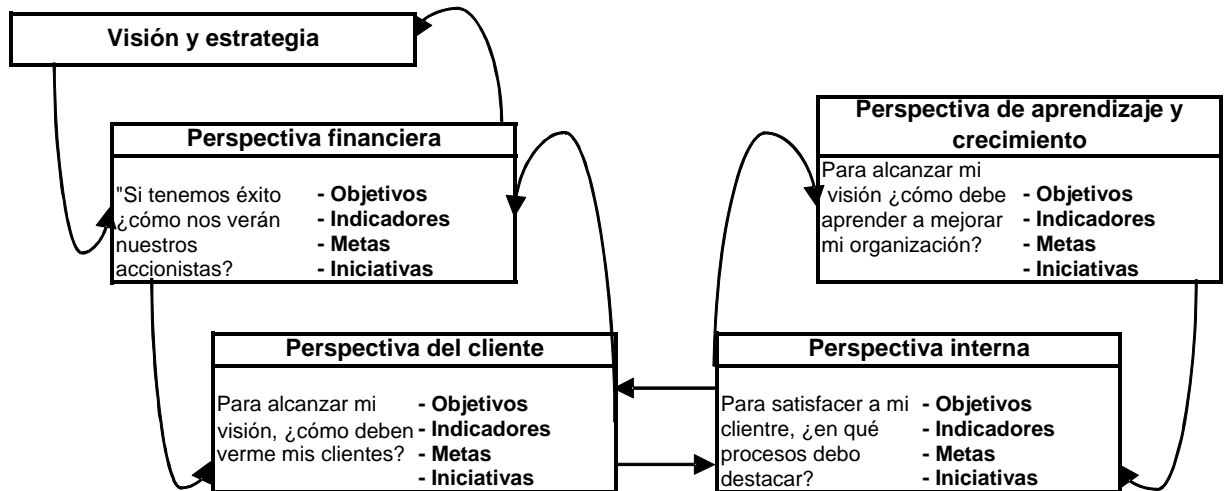 Visión y estrategia
Perspectiva financiera
"Si tenemos éxito
¿cómo nos verán
nuestros
accionistas?
- Objetivos
- Indicadores
- Metas
- Iniciativas
Perspectiva de aprendizaje y
crecimiento
Para alcanzar mi
visión ¿cómo debe
aprender a mejorar
mi organización?
- Objetivos
- Indicadores
- Metas
- Iniciativas
Perspectiva del cliente
Para alcanzar mi
visión, ¿cómo deben
verme mis clientes?
- Objetivos
- Indicadores
- Metas
- Iniciativas
Perspectiva interna
Para satisfacer a mi
clientre, ¿en qué
procesos debo
destacar?
- Objetivos
- Indicadores
- Metas
- Iniciativas